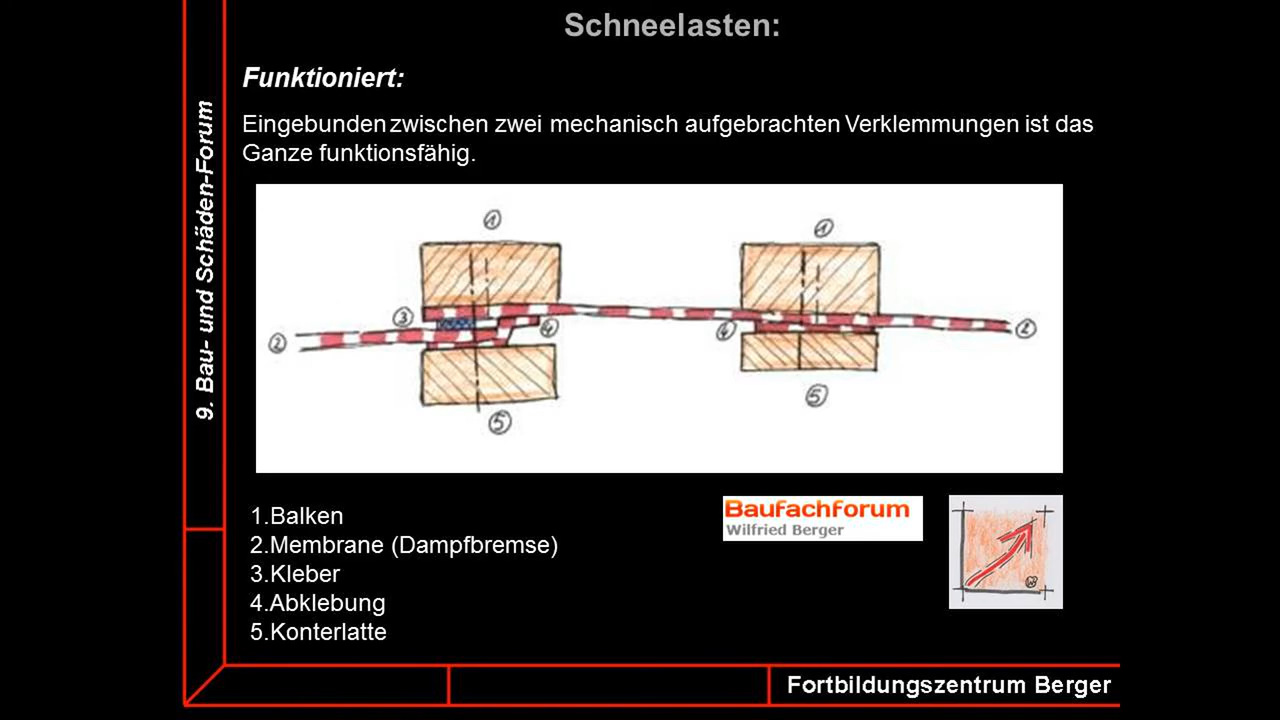 Schneelasten:
Funktioniert:
Eingebunden zwischen zwei mechanisch aufgebrachten Verklemmungen ist das
Ganze funktionsfähig.
9. Bau- und Schäden-Forum
1
1
3
4
4
2
2
5
5
1.Balken
2.Membrane (Dampfbremse)
3.Kleber
4.Abklebung
5.Konterlatte
Baufachforum
Wilfried Berger
Fortbildungszentrum Berger